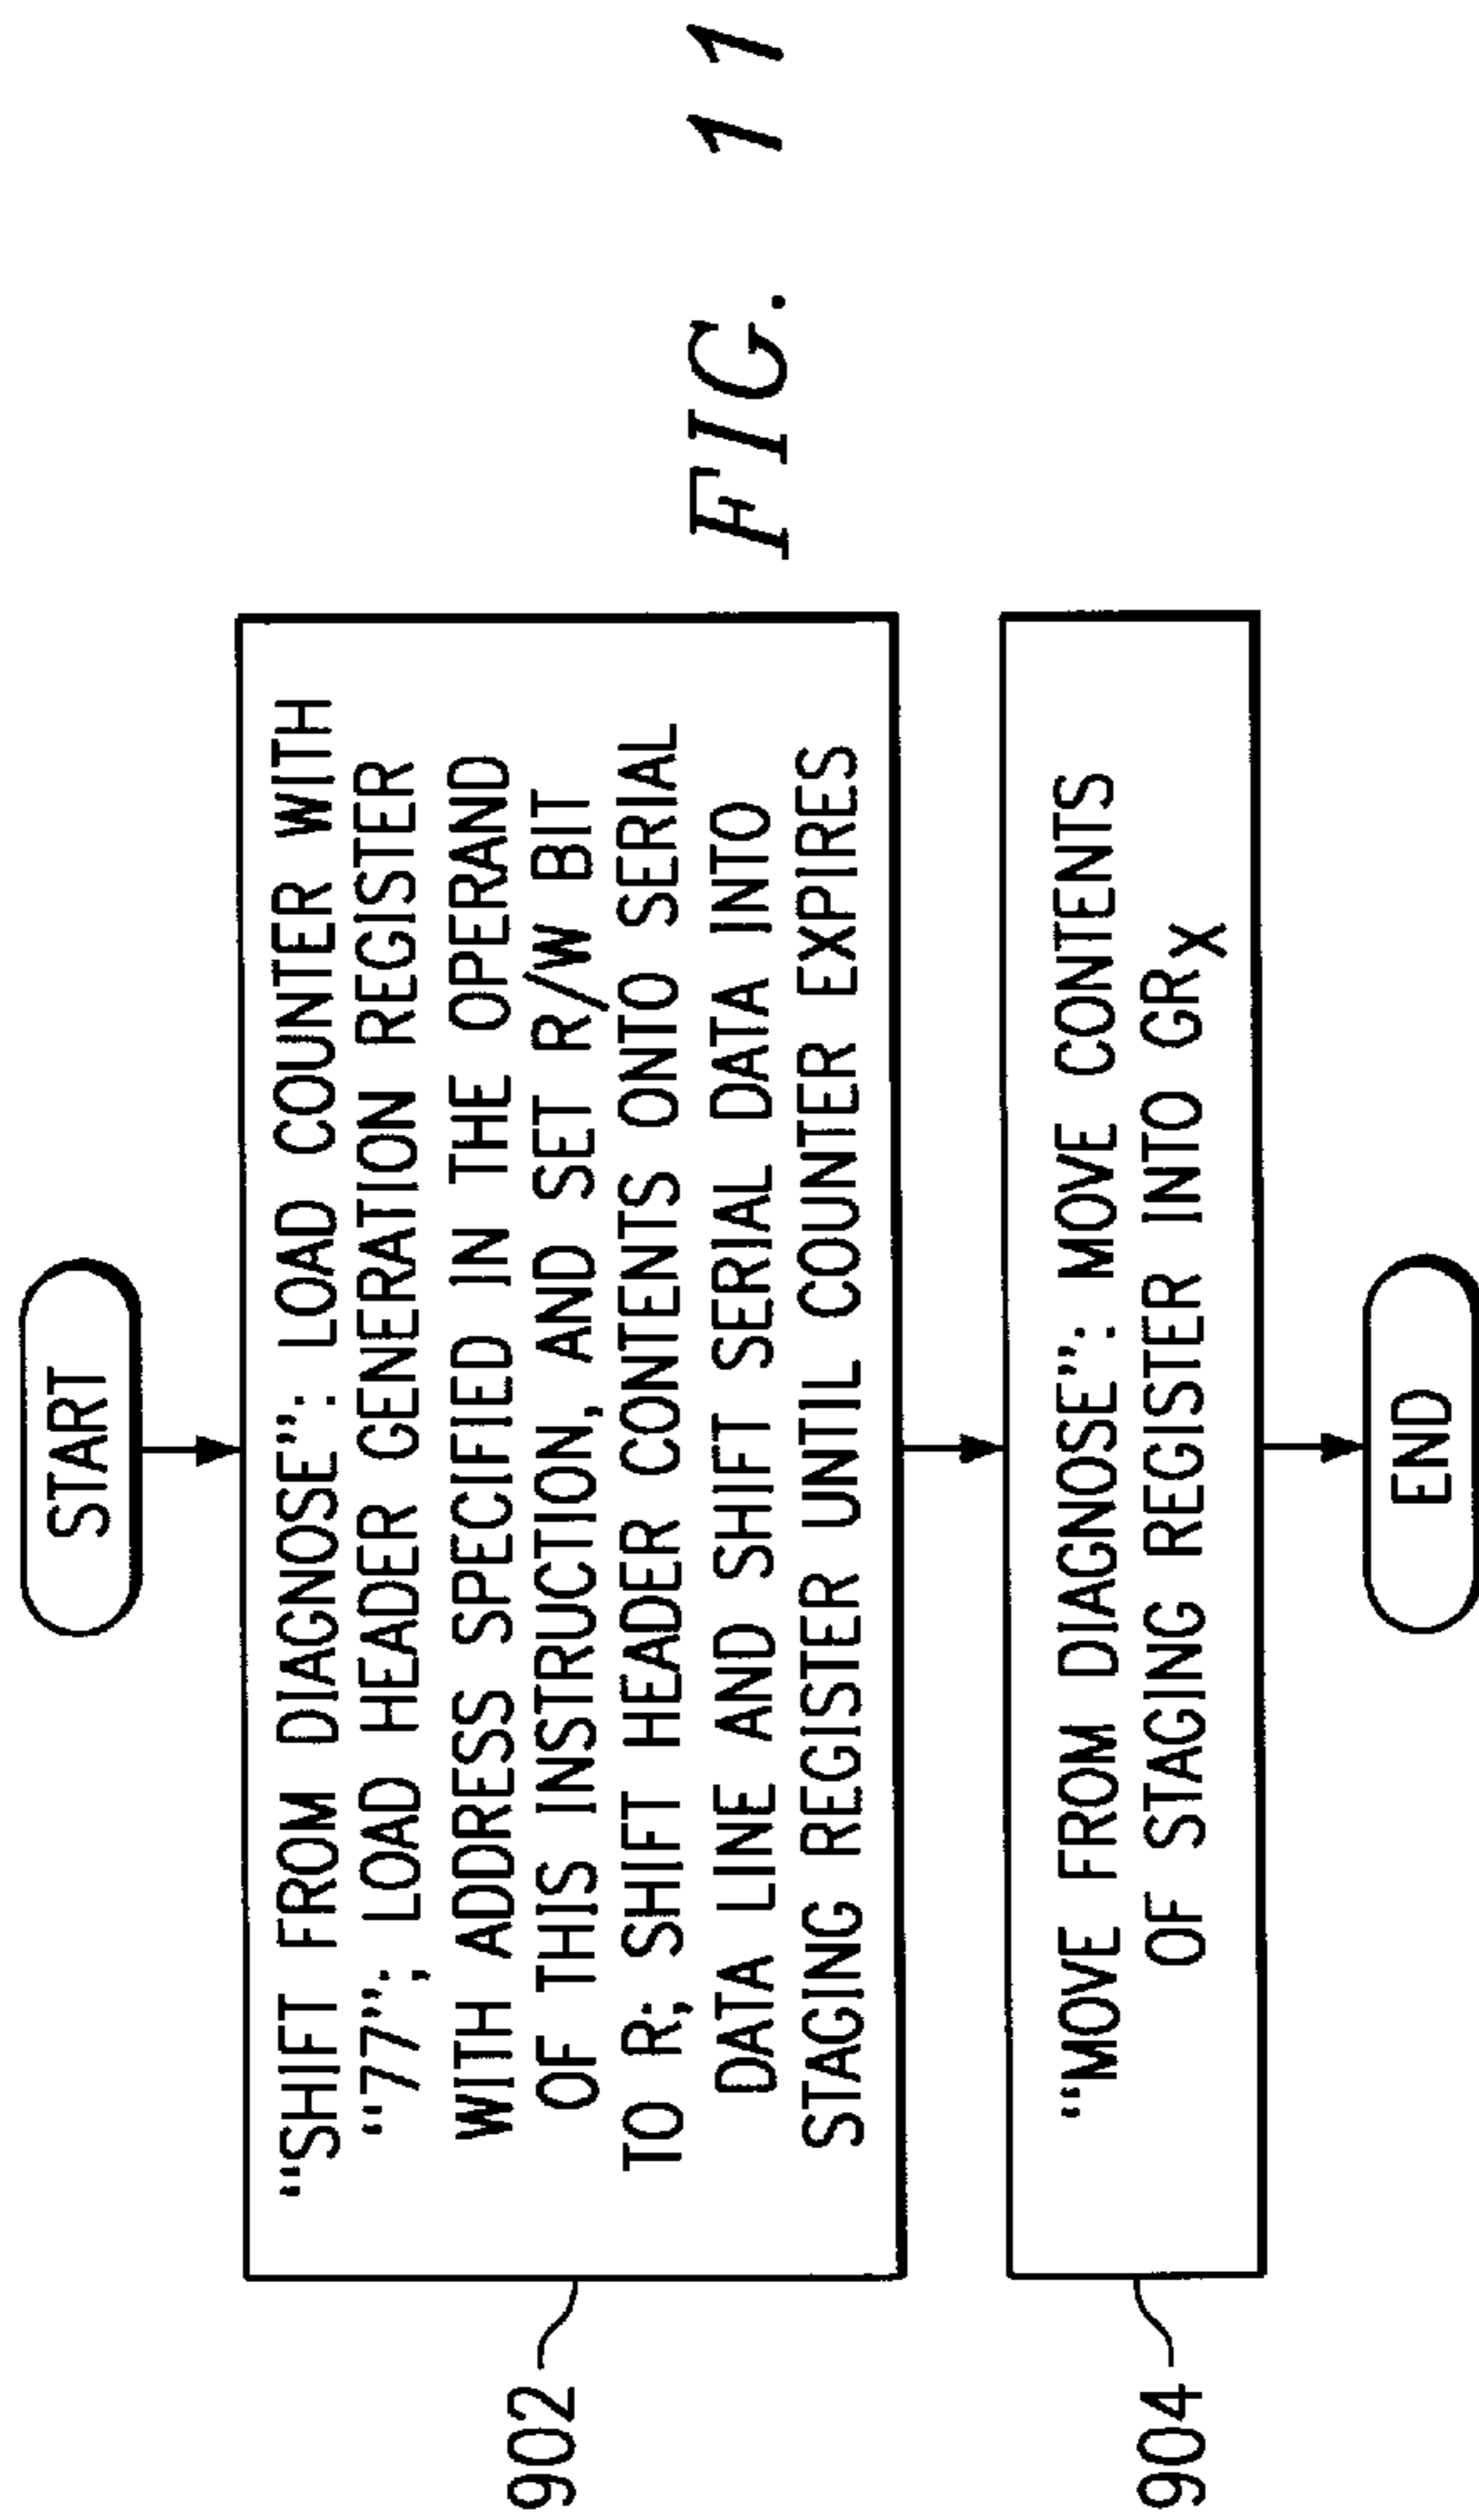 START
"SHIFT FROM DIAGNOSE": LOAD COUNTER WITH
"77"; LOAD HEADER GENERATION REGISTER
WITH ADDRESS SPECIFIED IN THE OPERAND
OF THIS INSTRUCTION, AND SET R/W BIT
TO R; SHIFT HEADER CONTENTS ONTO SERIAL
DATA LINE AND SHIFT SERIAL DATA INTO
STAGING REGISTER UNTIL COUNTER EXPIRES
902
"MOVE FROM DIAGNOSE": MOVE CONTENTS
OF STAGING REGISTER INTO GRX
904
END
FIG. 11